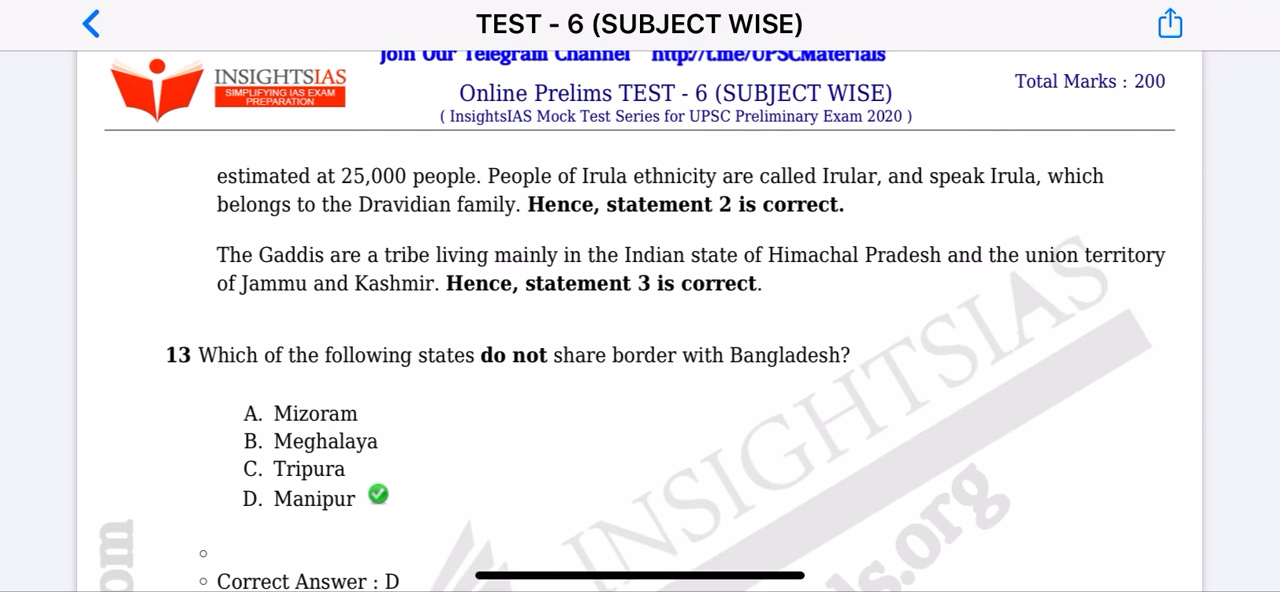 TEST - 6 (SUBJECT WISE)
Join Our Telegram Channel http://t.me/UPSCMaterials
INSIGHTSIAS
SIMPLIFYING IAS EXAM
PREPARATION
Online Prelims TEST - 6 (SUBJECT WISE)
( InsightsIAS Mock Test Series for UPSC Preliminary Exam 2020 )
Total Marks : 200
estimated at 25,000 people. People of Irula ethnicity are called Irular, and speak Irula, which
belongs to the Dravidian family. Hence, statement 2 is correct.
The Gaddis are a tribe living mainly in the Indian state of Himachal Pradesh and the union territory
of Jammu and Kashmir. Hence, statement 3 is correct.
13 Which of the following states do not share border with Bangladesh?
A. Mizoram
B. Meghalaya
C. Tripura
D. Manipur
Correct Answer : D
INSIGHTSIAS
om
ls.org